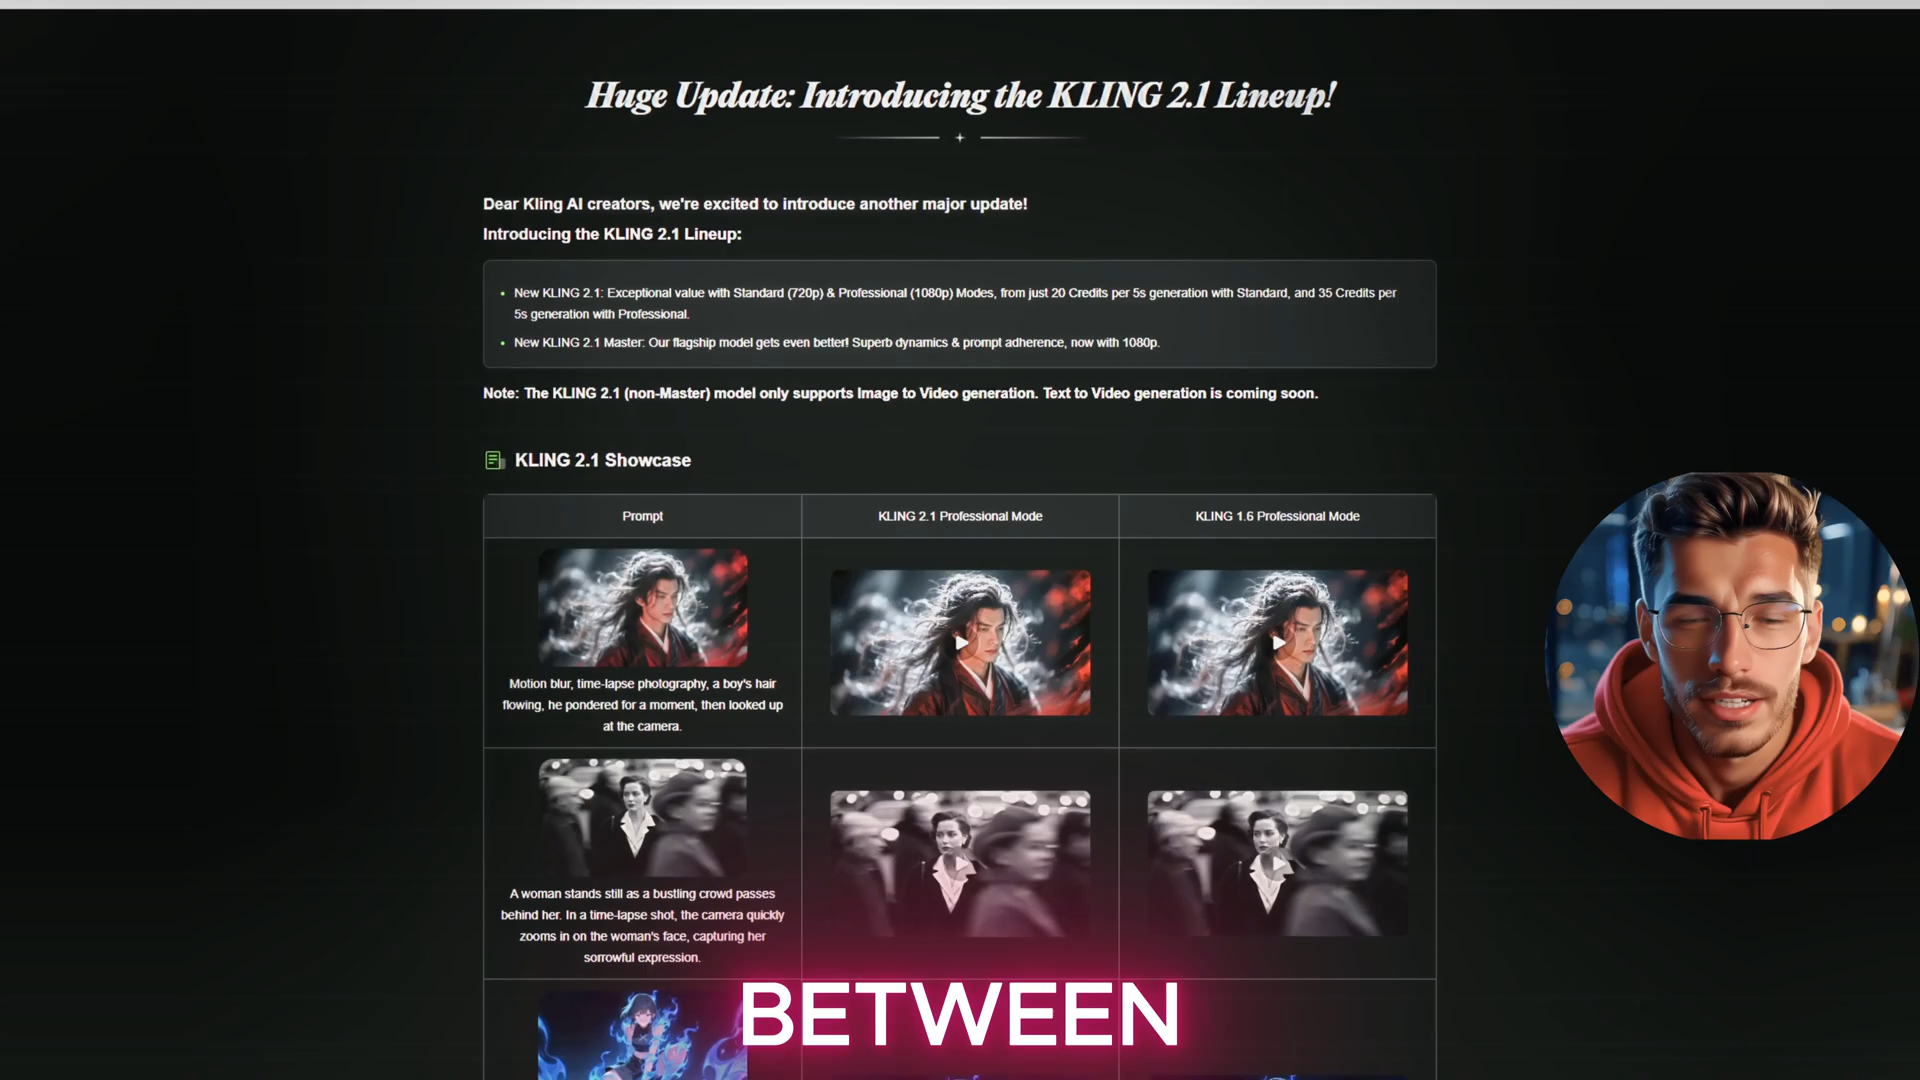 Huge Update: Introducing the KLING 2.1 Lineup!
Dear Kling AI creators, we're excited to introduce another major update!
Introducing the KLING 2.1 Lineup:
• New KLING 2.1: Exceptional value with Standard (720p) & Professional (1080p) Modes, from just 20 Credits per 5s generation with Standard, and 35 Credits per
5s generation with Professional.
• New KLING 2.1 Master: Our flagship model gets even better! Superb dynamics & prompt adherence, now with 1080p.
Note: The KLING 2.1 (non-Master) model only supports Image to Video generation. Text to Video generation is coming soon.
KLING 2.1 Showcase
Prompt
KLING 2.1 Professional Mode
KLING 1.6 Professional Mode
Motion blur, time-lapse photography, a boy's hair
flowing, he pondered for a moment, then looked up
at the camera.
A woman stands still as a bustling crowd passes
behind her. In a time-lapse shot, the camera quickly
zooms in on the woman's face, capturing her
sorrowful expression.
BETWEEN